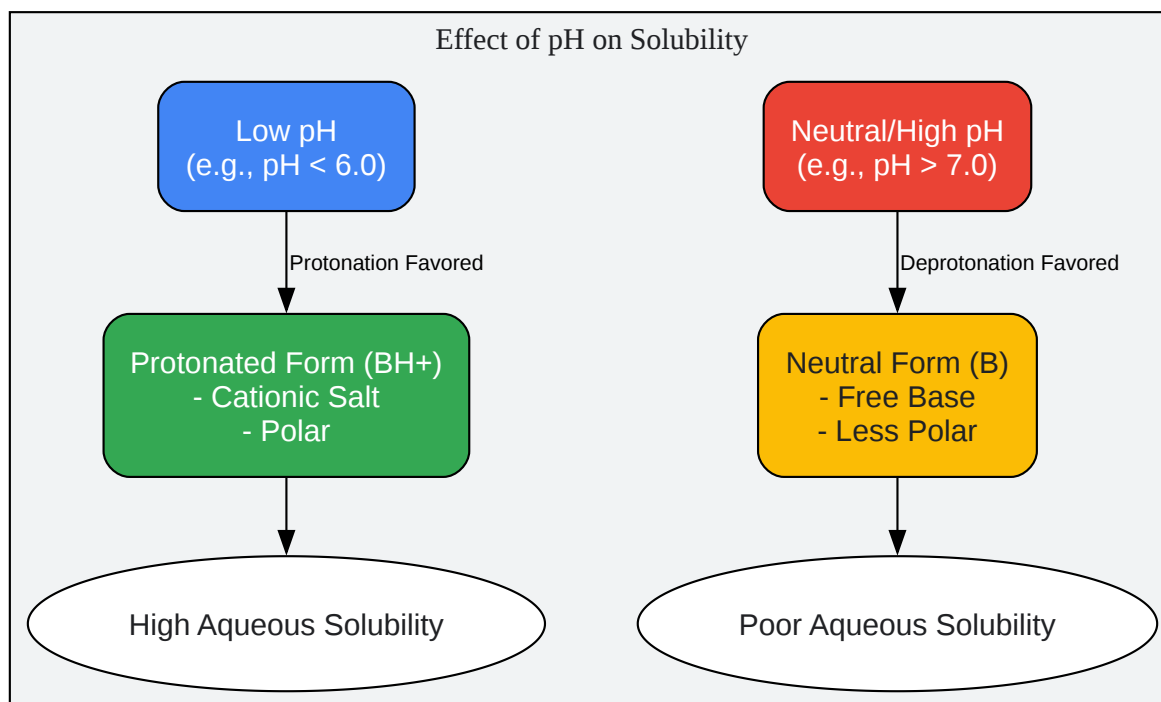 Effect of pH on Solubility
Low pH
(e.g., pH < 6.0)
Neutral/High pH
(e.g., pH > 7.0)
Protonation Favored
Deprotonation Favored
Protonated Form (BH+)
- Cationic Salt
- Polar
Neutral Form (B)
- Free Base
- Less Polar
High Aqueous Solubility
Poor Aqueous Solubility